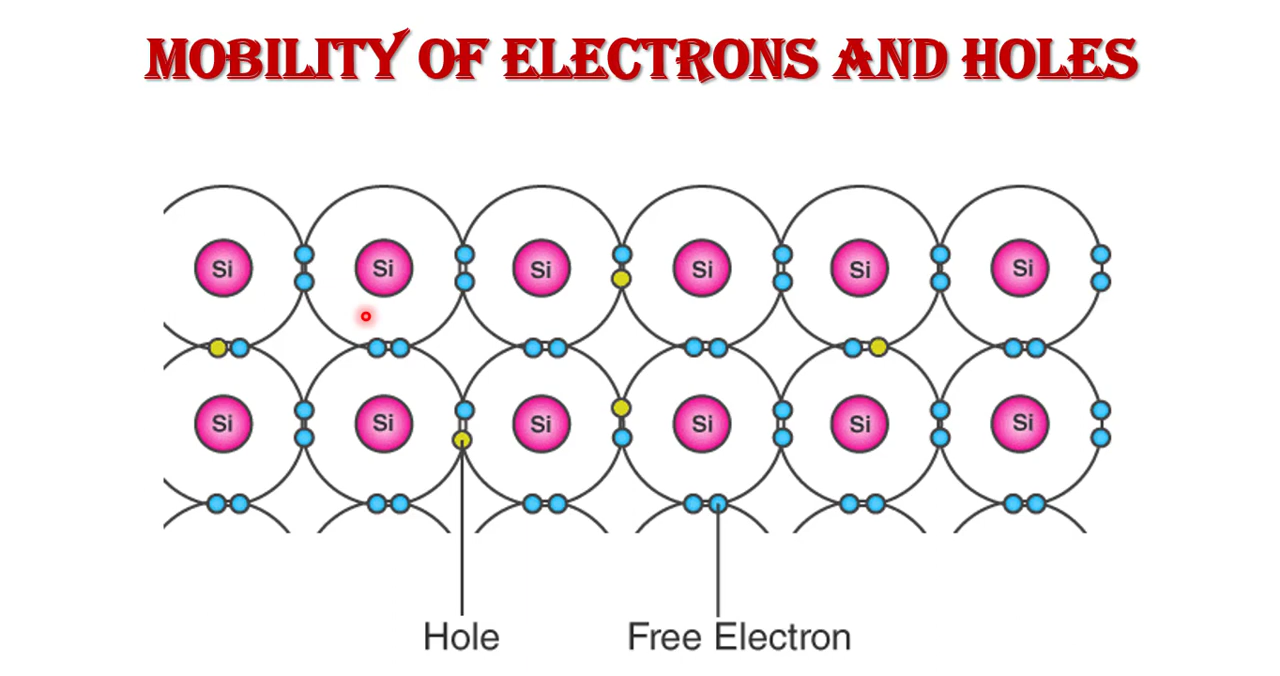 MOBILITY OF ELECTRONS AND HOLES
Si Si Si Si Si Si
Si Si Si Si Si Si
Hole Free Electron